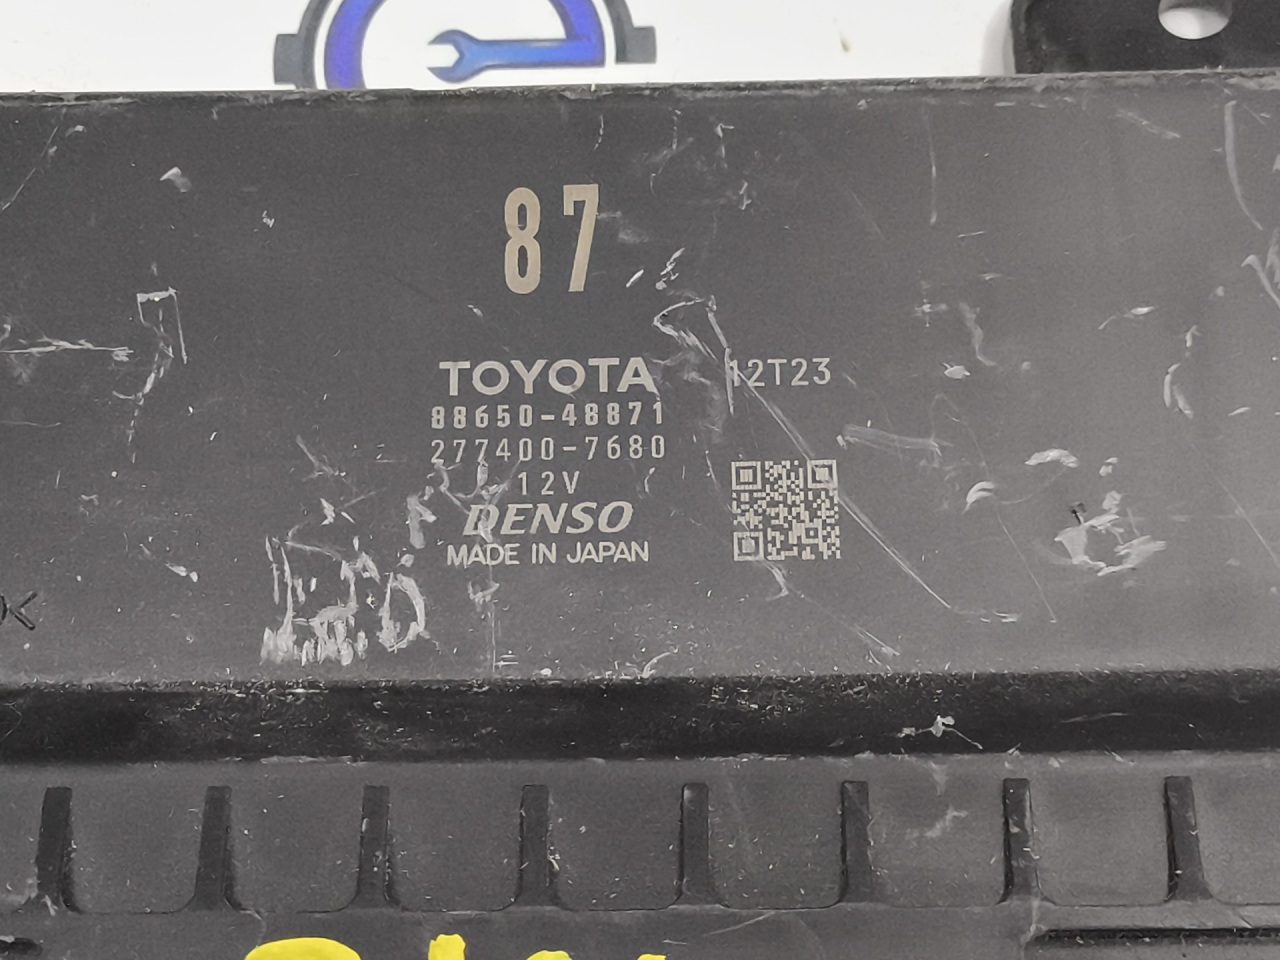 87
TOYOTA 12T23
88650-48871
277400-7680
12V
DENSO
MADE IN JAPAN